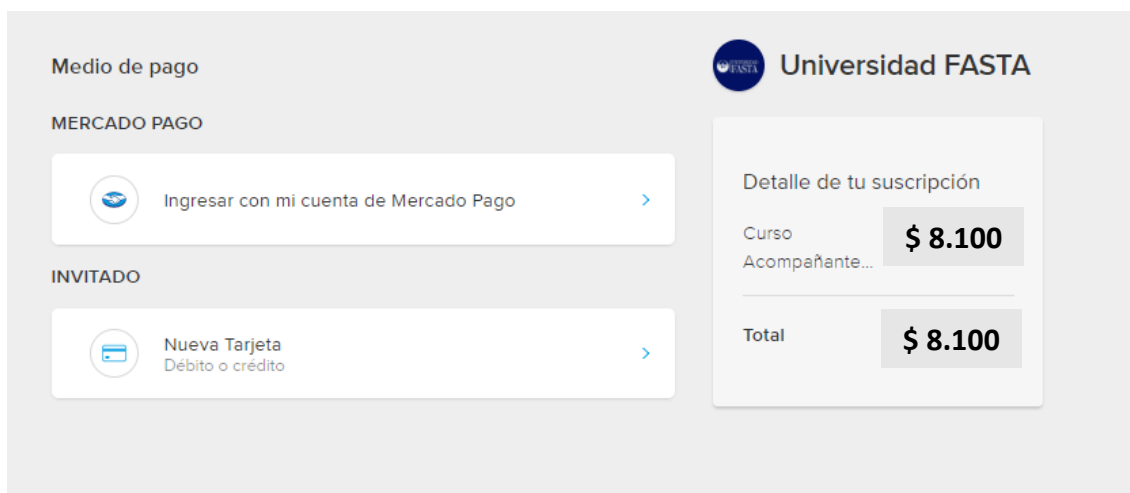 Medio de pago
MERCADO PAGO
Ingresar con mi cuenta de Mercado Pago
INVITADO
Nueva Tarjeta
Débito o crédito
FASTA
Universidad FASTA
Detalle de tu suscripción
Curso
Acompañante...
$ 8.100
Total
$ 8.100